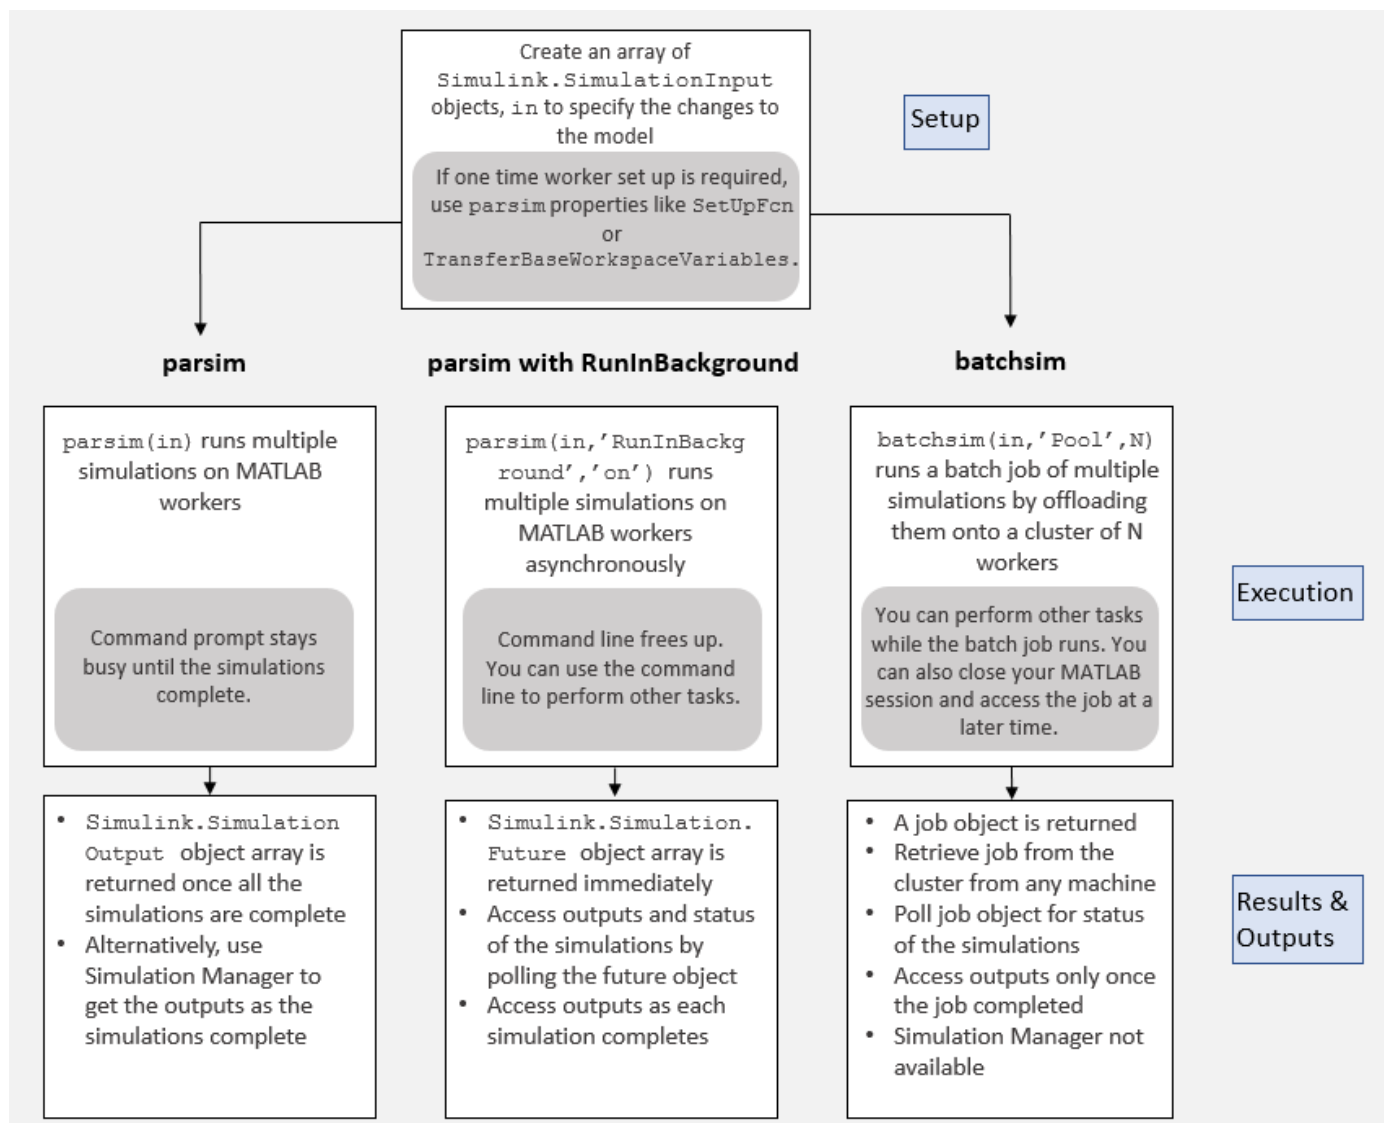 Create an array of
Simulink.SimulationInput
objects, in to specify the changes to
the model
Setup
If one time worker set up is required,
use parsim properties like SetUpFcn
or
TransferBaseWorkspaceVariables.
parsim
parsim with RunInBackground
batchsim
parsim(in) runs multiple
simulations on MATLAB
workers
Command prompt stays
busy until the simulations
complete.
parsim(in,’RunInBackg
round’,’on’) runs
multiple simulations on
MATLAB workers
asynchronously
Command line frees up.
You can use the command
line to perform other tasks.
batchsim(in,’Pool’,N)
runs a batch job of multiple
simulations by offloading
them onto a cluster of N
workers
You can perform other tasks
while the batch job runs. You
can also close your MATLAB
session and access the job at a
later time.
Execution
• Simulink.Simulation
Output object array is
returned once all the
simulations are complete
• Alternatively, use
Simulation Manager to
get the outputs as the
simulations complete
• Simulink.Simulation.
Future object array is
returned immediately
• Access outputs and status
of the simulations by
polling the future object
• Access outputs as each
simulation completes
• A job object is returned
• Retrieve job from the
cluster from any machine
• Poll job object for status
of the simulations
• Access outputs only once
the job completed
• Simulation Manager not
available
Results &
Outputs